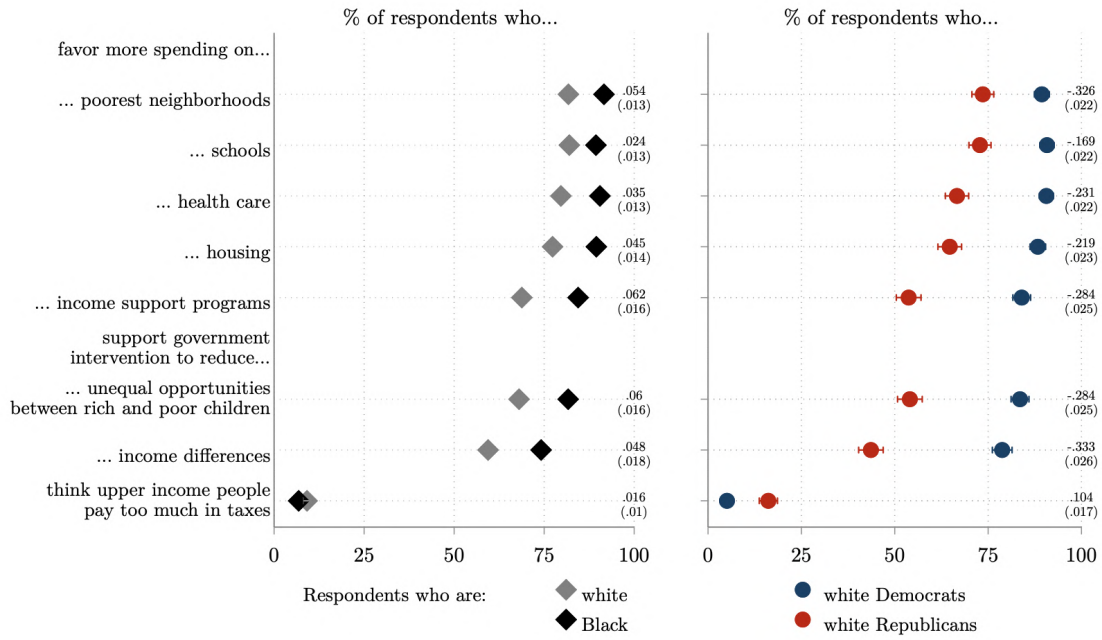 % of respondents who...
% of respondents who...
favor more spending on...
... poorest neighborhoods
.054
(.013)
-.326
(.022)
... schools
.024
(.013)
-.169
(.022)
... health care
.035
(.013)
-.231
(.022)
... housing
.045
(.014)
-.219
(.023)
... income support programs
.062
(.016)
-.284
(.025)
support government
intervention to reduce...
... unequal opportunities
between rich and poor children
.06
(.016)
-.284
(.025)
... income differences
.048
(.018)
-.333
(.026)
think upper income people
pay too much in taxes
.016
(.01)
.104
(.017)
0 25 50 75 100
0 25 50 75 100
Respondents who are:
white
Black
white Democrats
white Republicans